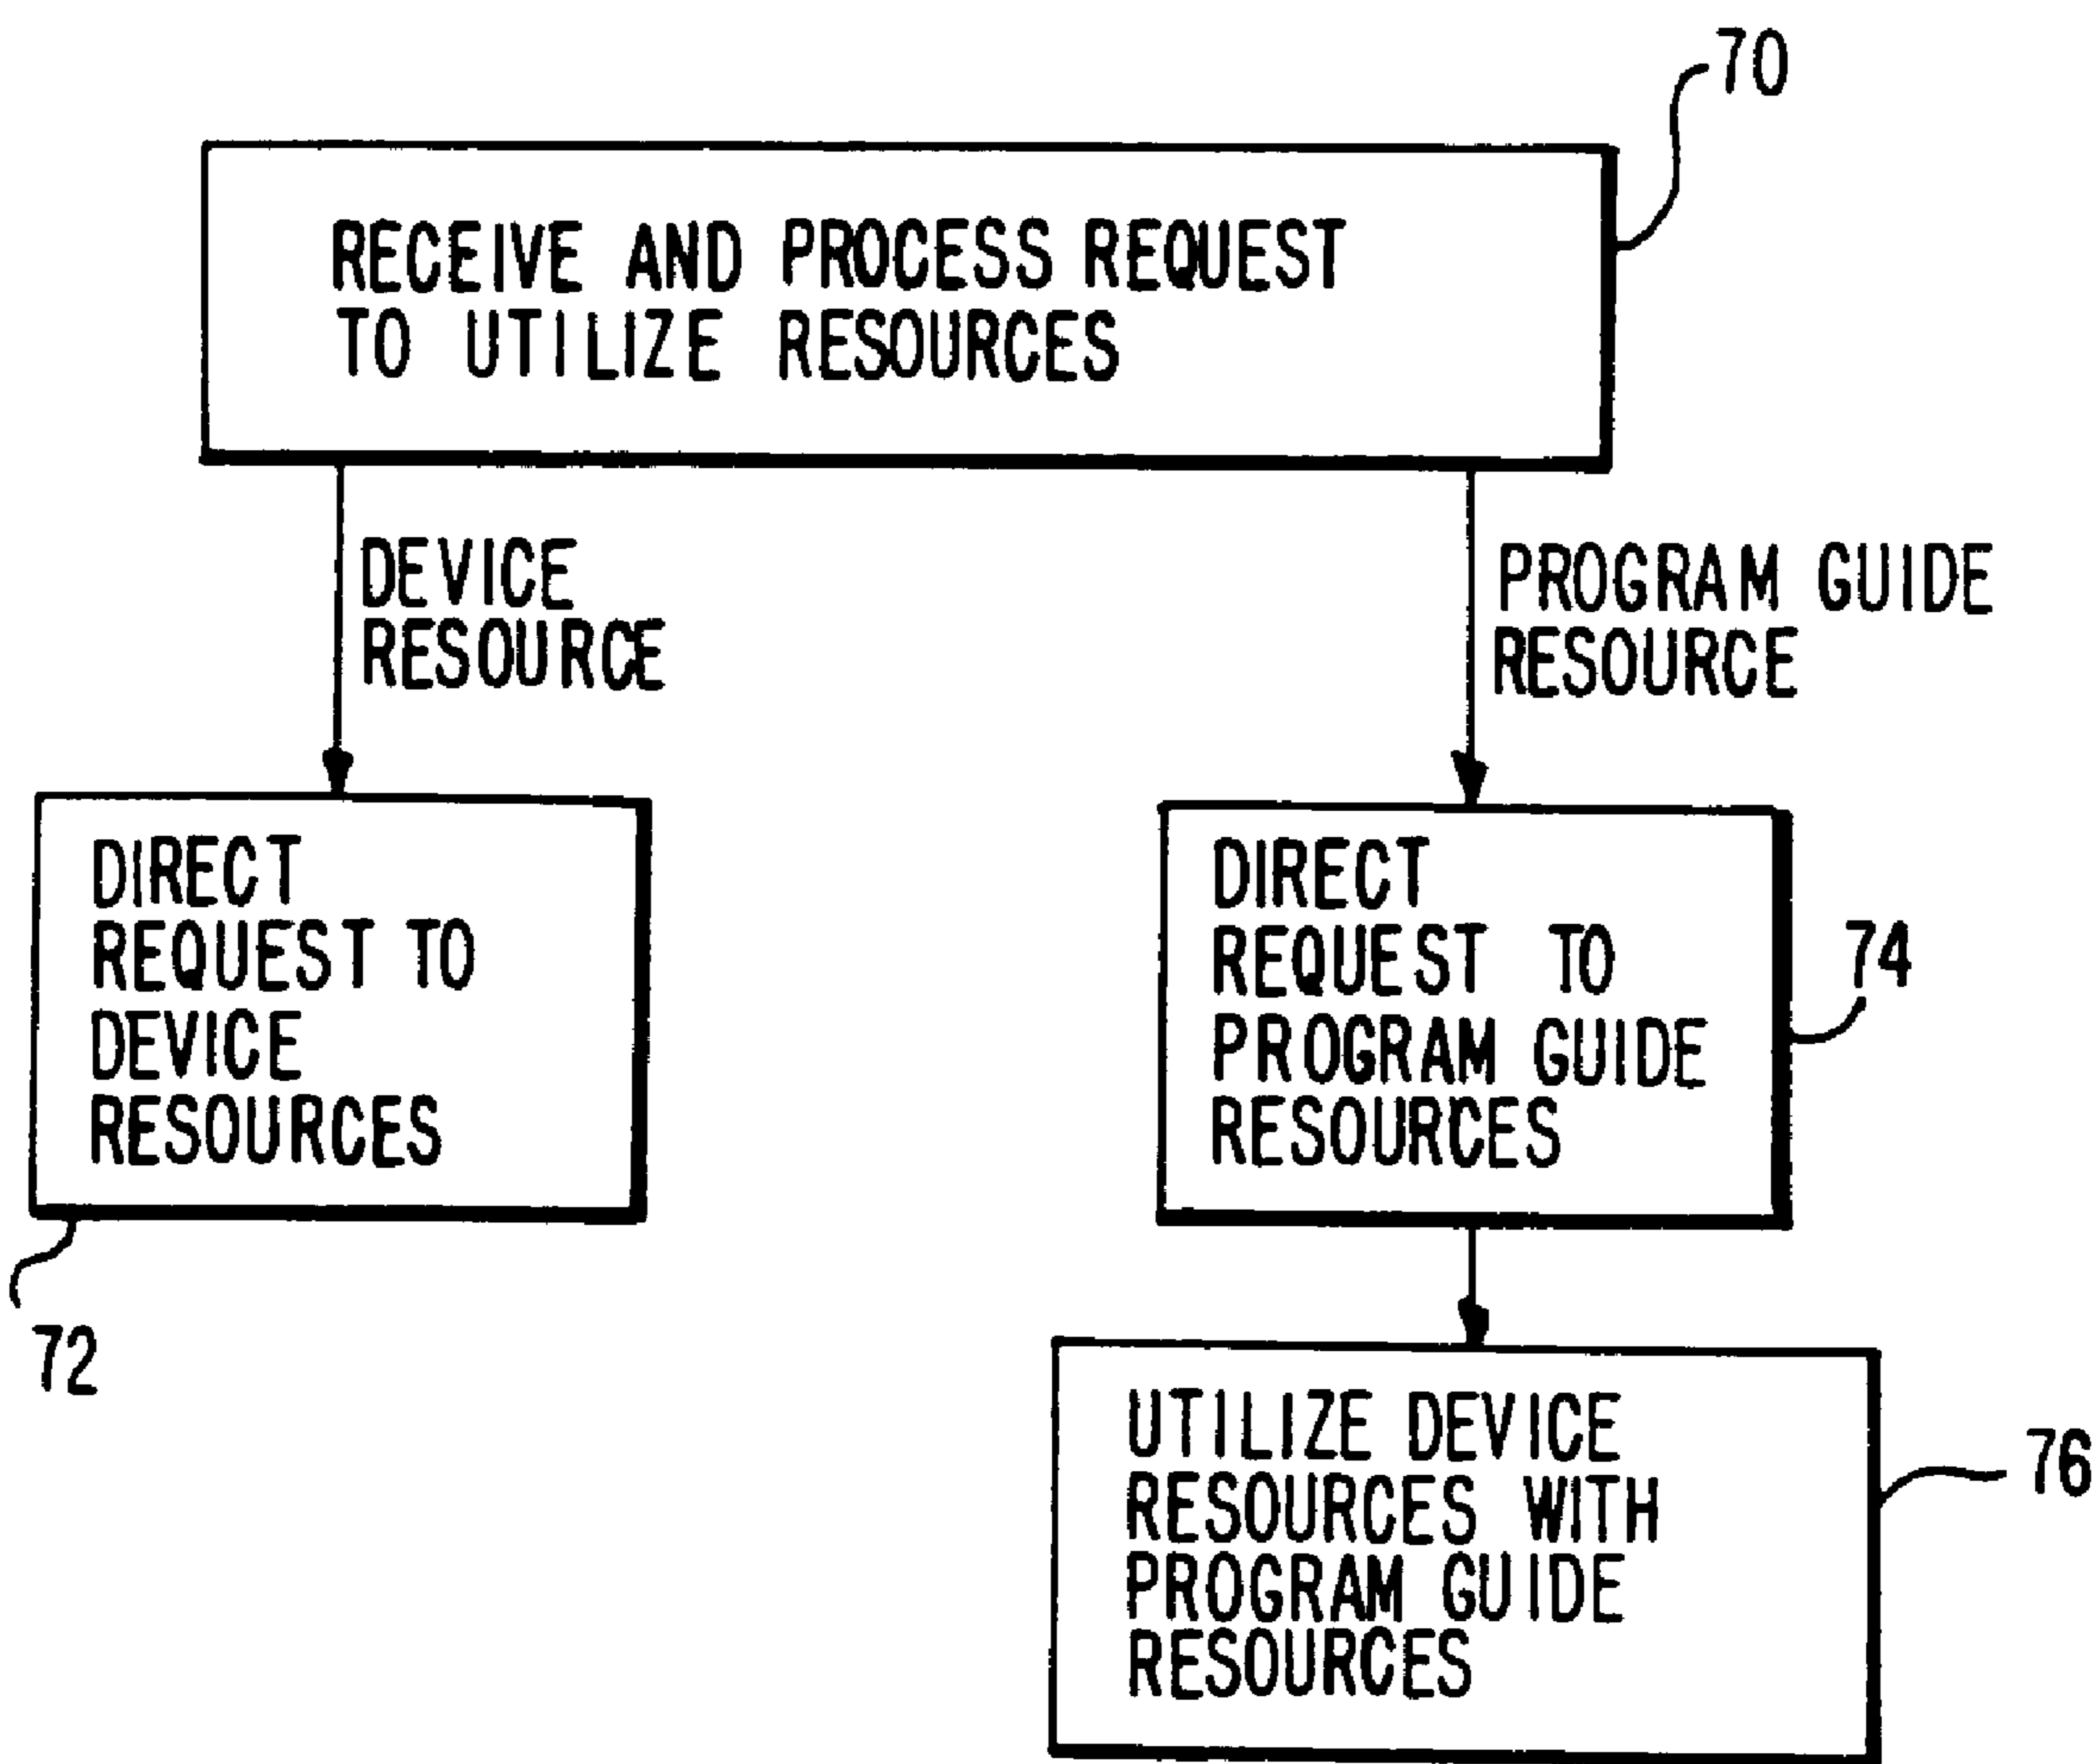 70
RECEIVE AND PROCESS REQUEST
TO UTILIZE RESOURCES
DEVICE
RESOURCE
PROGRAM GUIDE
RESOURCE
DIRECT
REQUEST TO
DEVICE
RESOURCES
72
DIRECT
REQUEST TO
PROGRAM GUIDE
RESOURCES
74
UTILIZE DEVICE
RESOURCES WITH
PROGRAM GUIDE
RESOURCES
76